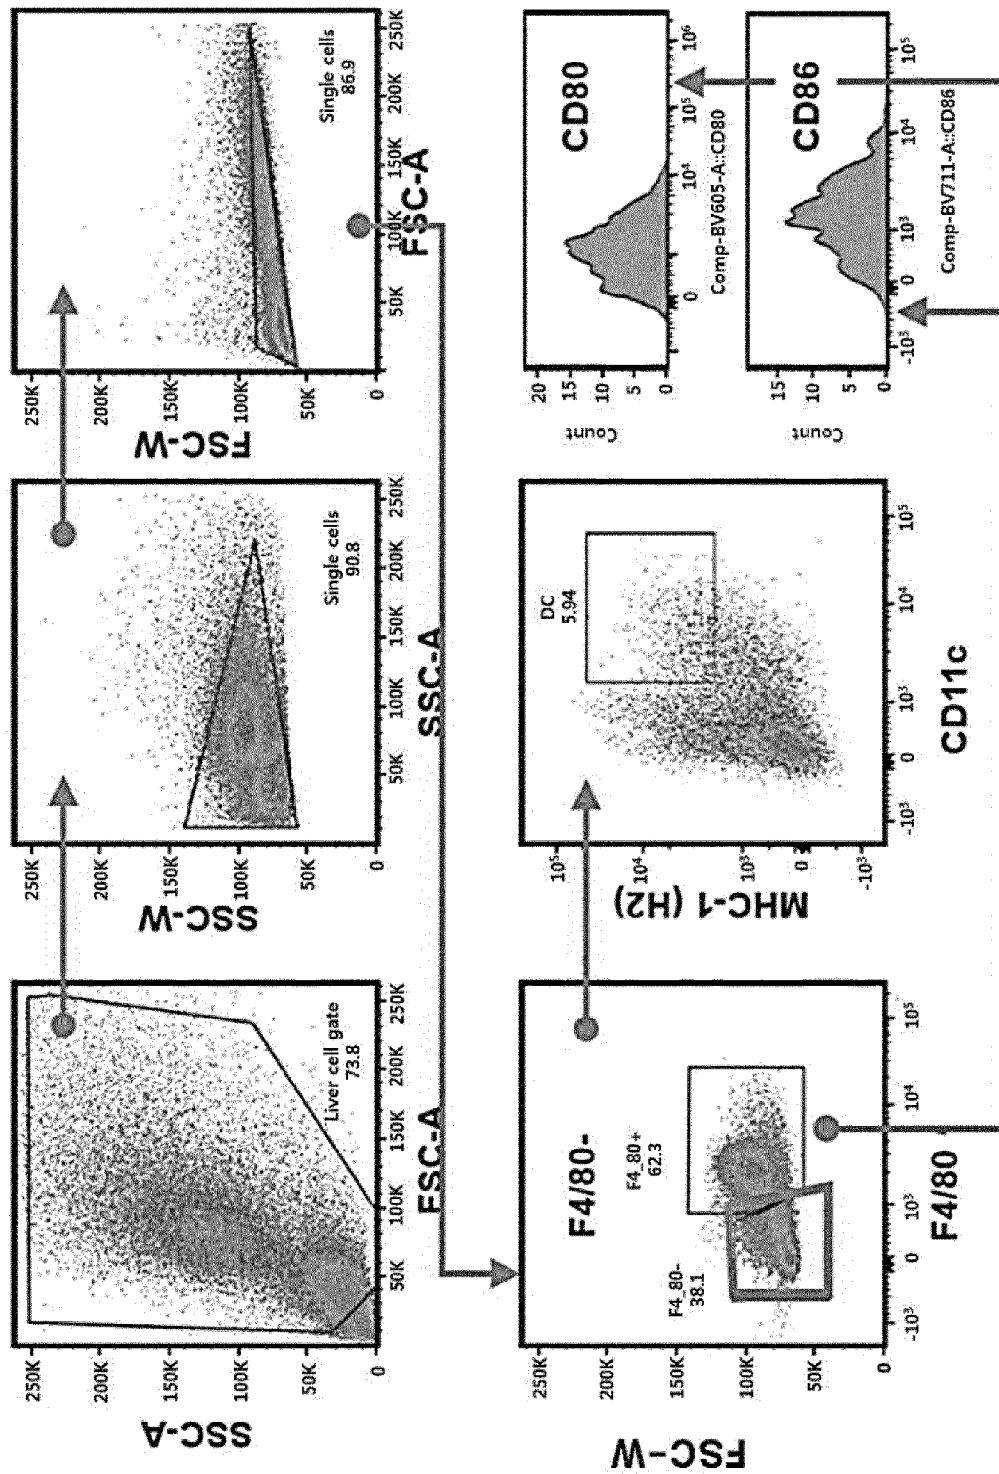 SSC-A
250K
200K
150K
100K
50K
0
Liver cell gate
73.8
0 50K 100K 150K 200K 250K
FSC-A
SSC-W
250K
200K
150K
100K
50K
0
Single cells
90.8
50K 100K 150K 200K 250K
SSC-A
FSC-W
250K
200K
150K
100K
50K
0
Single cells
86.9
50K 100K 150K 200K 250K
FSC-A
FSC-W
250K
200K
150K
100K
50K
0
F4/80-
F4_80+
62.3
F4_80-
38.1
-10³ 0 10³ 10⁴ 10⁵
F4/80
MHC-1 (H2)
10⁵
10⁴
10³
0
-10³
DC
5.94
-10³ 0 10³ 10⁴ 10⁵
CD11c
Count
20
15
10
5
0
CD80
0 10⁴ 10⁵ 10⁶
Comp-BV605-A::CD80
Count
15
10
5
0
CD86
-10³ 0 10³ 10⁴ 10⁵
Comp-BV711-A::CD86